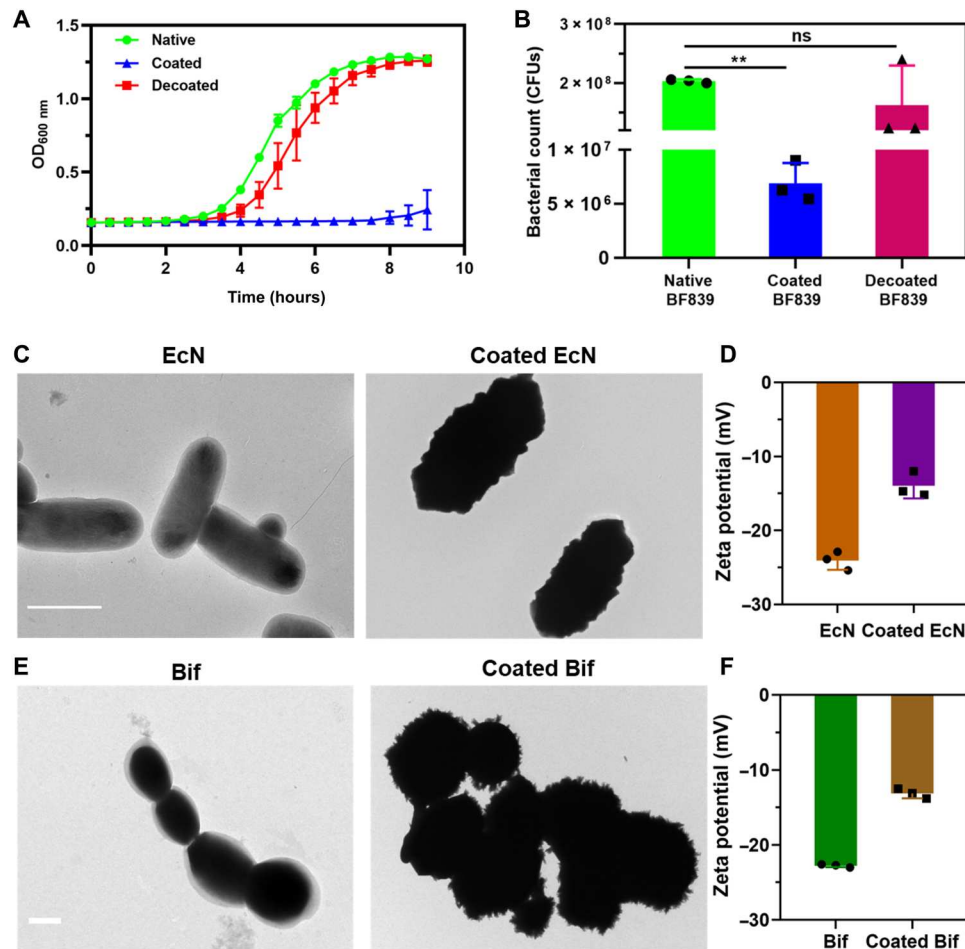 A
Native
Coated
Decoated
OD600 nm
1.5
1.0
0.5
0.0
0 2 4 6 8 10
Time (hours)
B
Bacterial count (CFUs)
3 × 10⁸
2 × 10⁸
1 × 10⁷
5 × 10⁶
0
ns
**
Native
BF839
Coated
BF839
Decoated
BF839
C
EcN
Coated EcN
D
Zeta potential (mV)
0
−10
−20
−30
EcN Coated EcN
E
Bif
Coated Bif
F
Zeta potential (mV)
0
−10
−20
−30
Bif Coated Bif